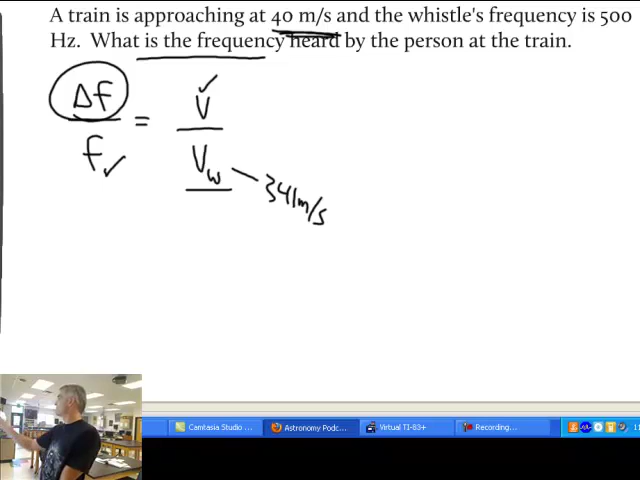 A train is approaching at 40 m/s and the whistle's frequency is 500
Hz. What is the frequency heard by the person at the train.
Δf
f
=
V
Vw
341m/s
Camtasia Studio ...
Astronomy Podc...
Virtual TI-83+
Recording...